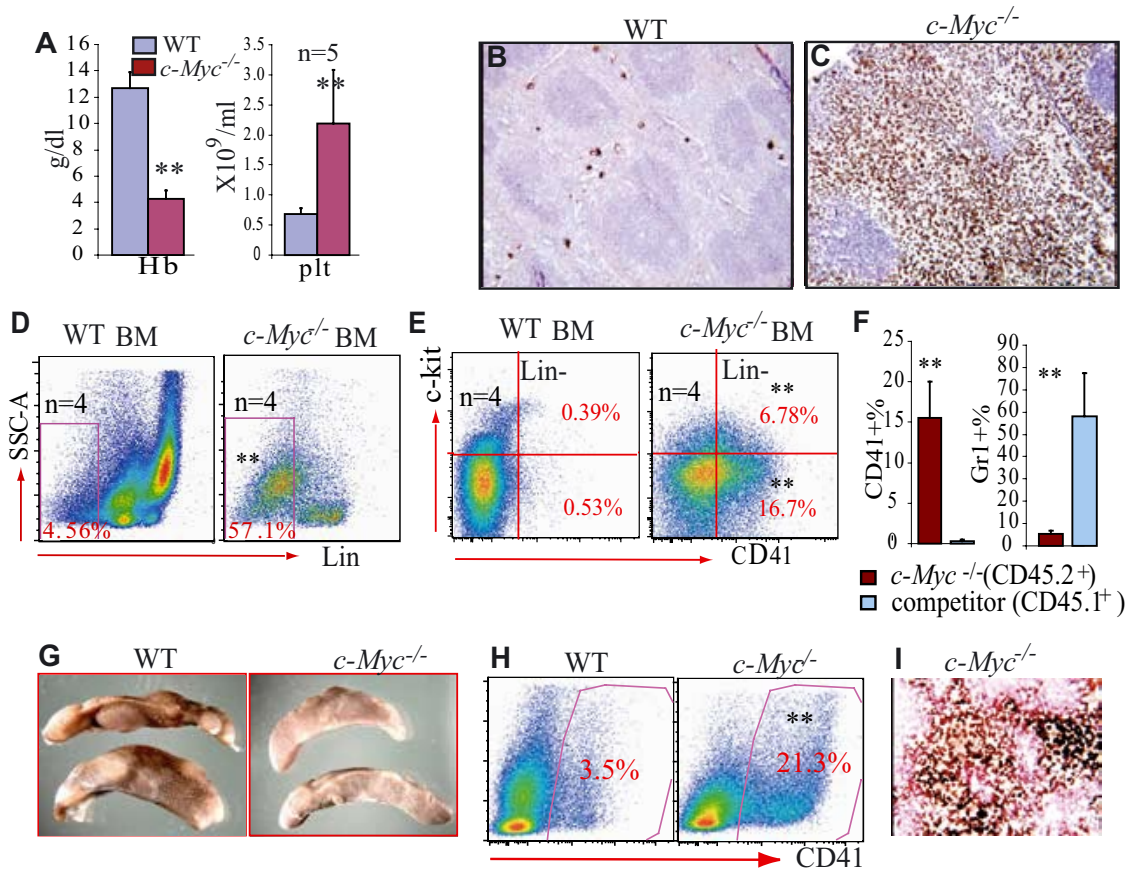 A
WT
c-Myc-/-
g/dl
16
14
12
10
8
6
4
2
0
**
Hb
X10⁹/ml
3.5
3.0
2.5
2.0
1.5
1.0
0.5
0
n=5
**
plt
WT
B
c-Myc-/-
C
D
WT BM
c-Myc-/- BM
SSC-A
n=4
4.56%
n=4
**
57.1%
Lin
E
WT BM
c-Myc-/- BM
c-kit
n=4
Lin-
0.39%
0.53%
n=4
Lin-
**
6.78%
**
16.7%
CD41
F
CD41+%
25
20
15
10
5
0
**
Gr1+%
90
80
70
60
50
40
30
20
10
0
**
c-Myc -/-(CD45.2+)
competitor (CD45.1+)
G
WT
c-Myc-/-
H
WT
c-Myc/-
3.5%
**
21.3%
CD41
I
c-Myc-/-